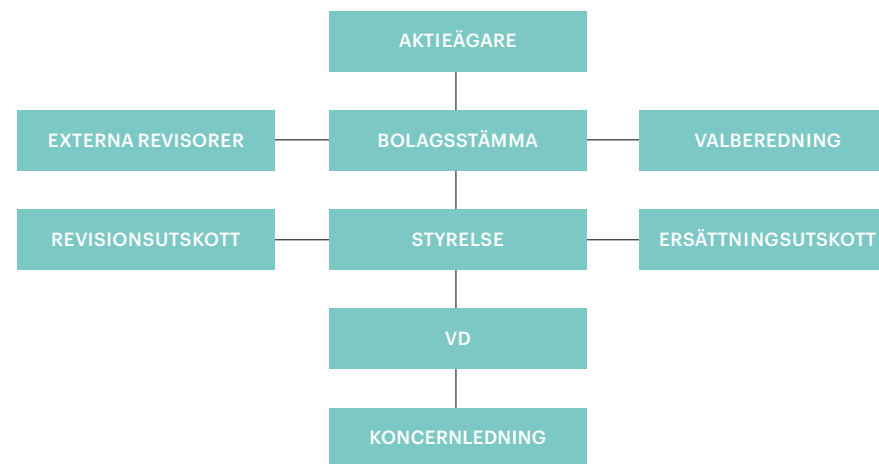 AKTIEÄGARE
EXTERNA REVISORER
BOLAGSSTÄMMA
VALBEREDNING
REVISIONSUTSKOTT
STYRELSE
ERSÄTTNINGSUTSKOTT
VD
KONCERNLEDNING